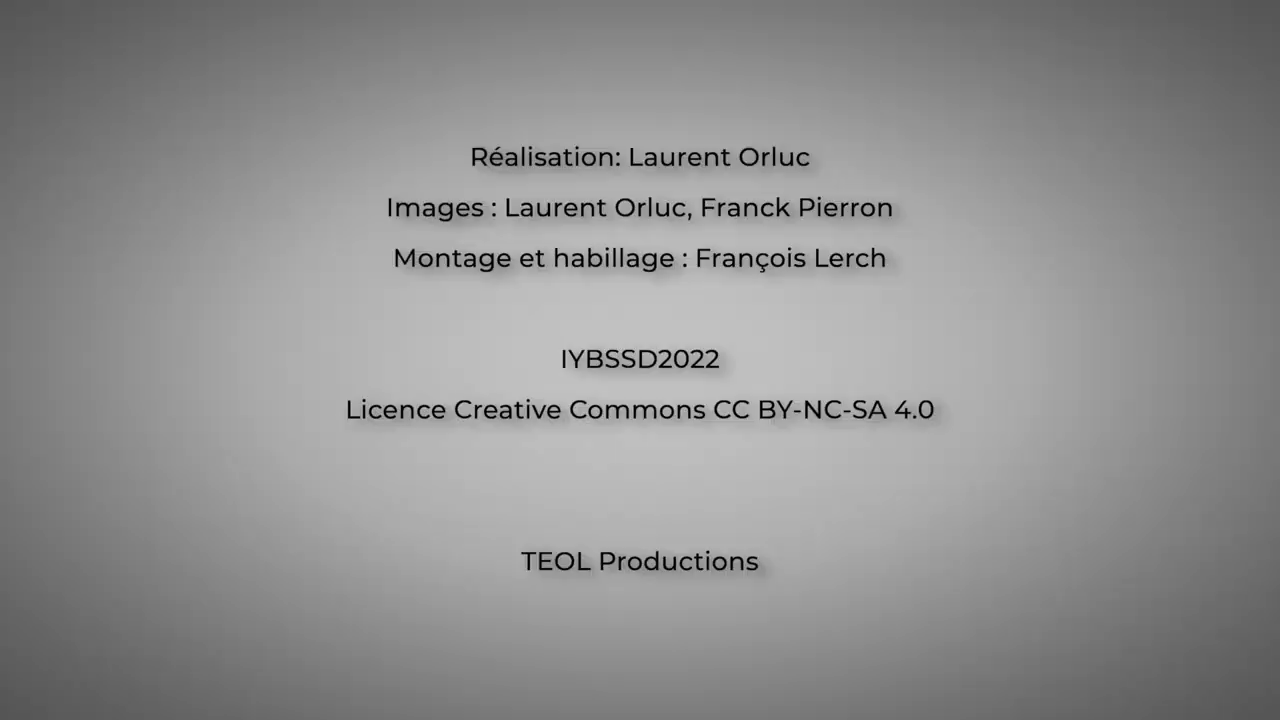 Réalisation: Laurent Orluc
Images : Laurent Orluc, Franck Pierron
Montage et habillage : François Lerch
IYBSSD2022
Licence Creative Commons CC BY-NC-SA 4.0
TEOL Productions